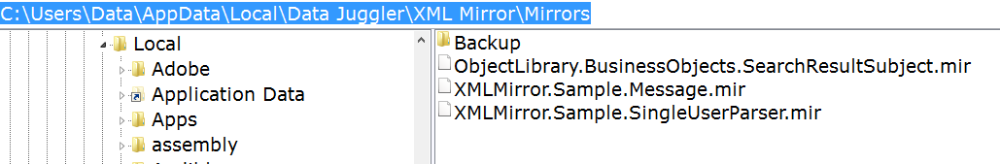 C:\Users\Data\AppData\Local\Data Juggler\XML Mirror\Mirrors
Local
Adobe
Application Data
Apps
assembly
Backup
ObjectLibrary.BusinessObjects.SearchResultSubject.mir
XMLMirror.Sample.Message.mir
XMLMirror.Sample.SingleUserParser.mir